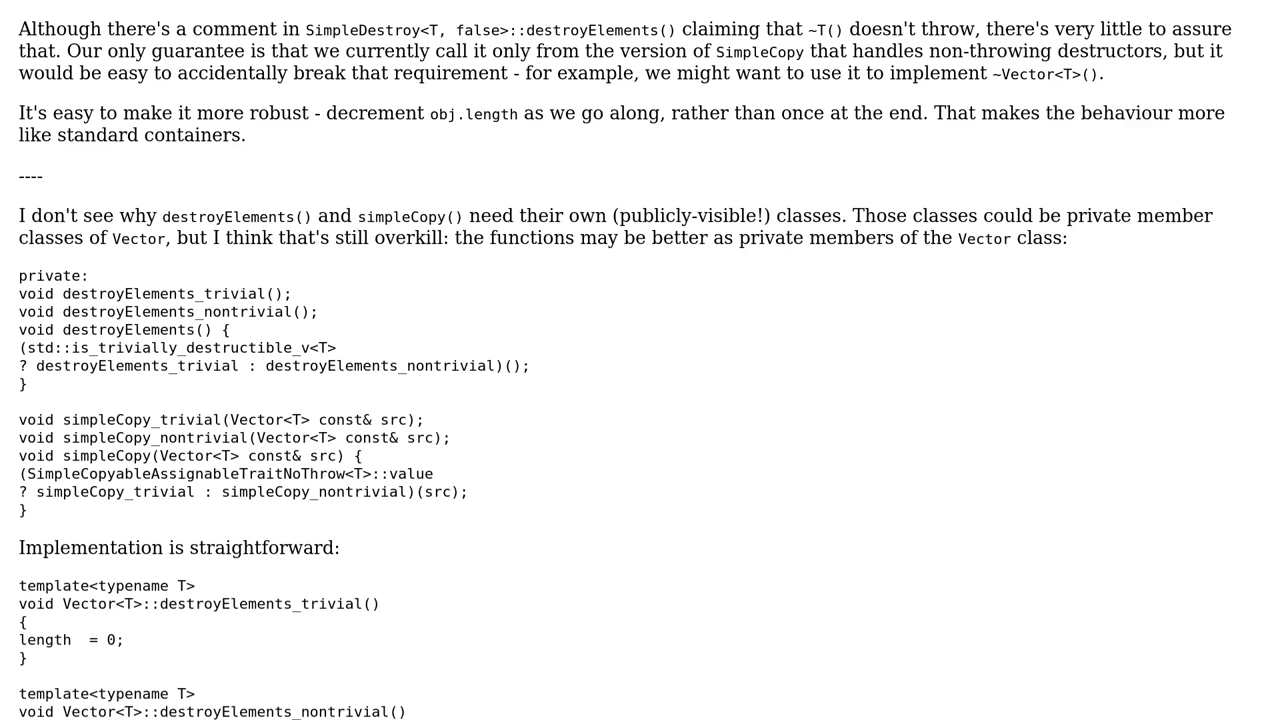 Although there's a comment in SimpleDestroy<T, false>::destroyElements() claiming that ~T() doesn't throw, there's very little to assure
that. Our only guarantee is that we currently call it only from the version of SimpleCopy that handles non-throwing destructors, but it
would be easy to accidentally break that requirement - for example, we might want to use it to implement ~Vector<T>().
It's easy to make it more robust - decrement obj.length as we go along, rather than once at the end. That makes the behaviour more
like standard containers.
----
I don't see why destroyElements() and simpleCopy() need their own (publicly-visible!) classes. Those classes could be private member
classes of Vector, but I think that's still overkill: the functions may be better as private members of the Vector class:
private:
void destroyElements_trivial();
void destroyElements_nontrivial();
void destroyElements() {
(std::is_trivially_destructible_v<T>
? destroyElements_trivial : destroyElements_nontrivial)();
}
void simpleCopy_trivial(Vector<T> const& src);
void simpleCopy_nontrivial(Vector<T> const& src);
void simpleCopy(Vector<T> const& src) {
(SimpleCopyableAssignableTraitNoThrow<T>::value
? simpleCopy_trivial : simpleCopy_nontrivial)(src);
}
Implementation is straightforward:
template<typename T>
void Vector<T>::destroyElements_trivial()
{
length  = 0;
}
template<typename T>
void Vector<T>::destroyElements_nontrivial()